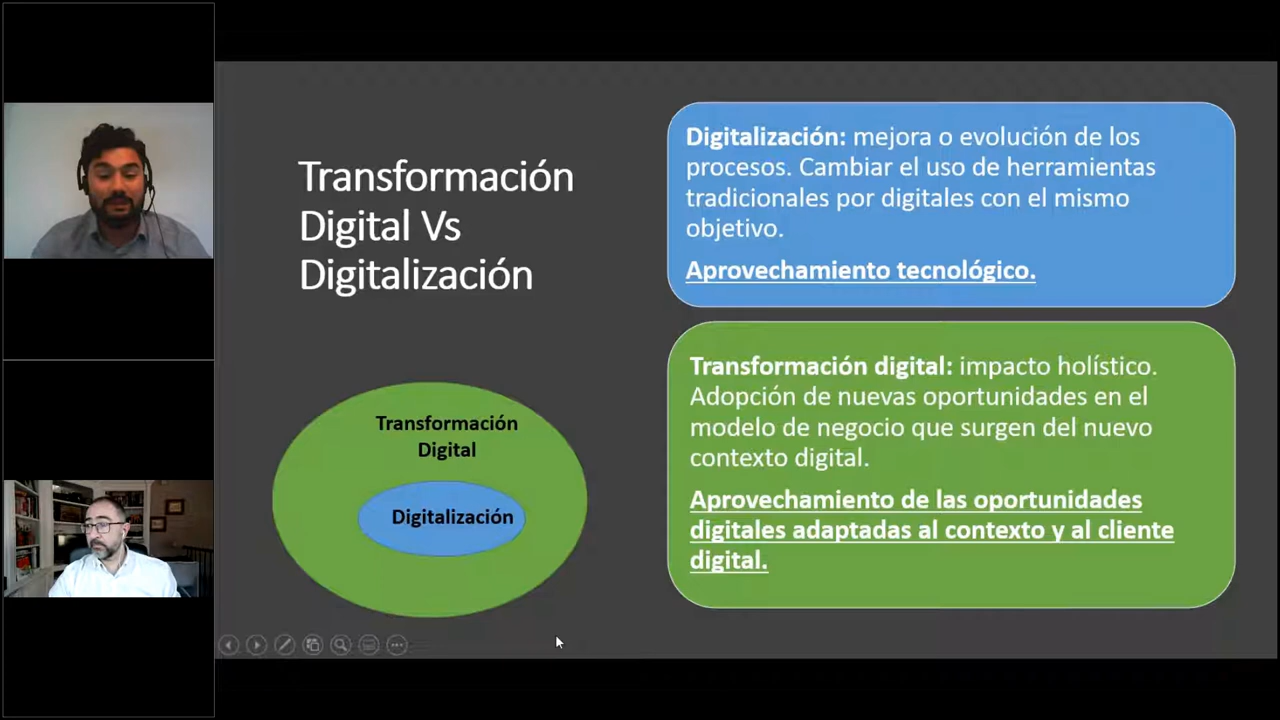 Transformación
Digital Vs
Digitalización
Digitalización: mejora o evolución de los
procesos. Cambiar el uso de herramientas
tradicionales por digitales con el mismo
objetivo.
Aprovechamiento tecnológico.
Transformación digital: impacto holístico.
Adopción de nuevas oportunidades en el
modelo de negocio que surgen del nuevo
contexto digital.
Aprovechamiento de las oportunidades
digitales adaptadas al contexto y al cliente
digital.
Transformación
Digital
Digitalización